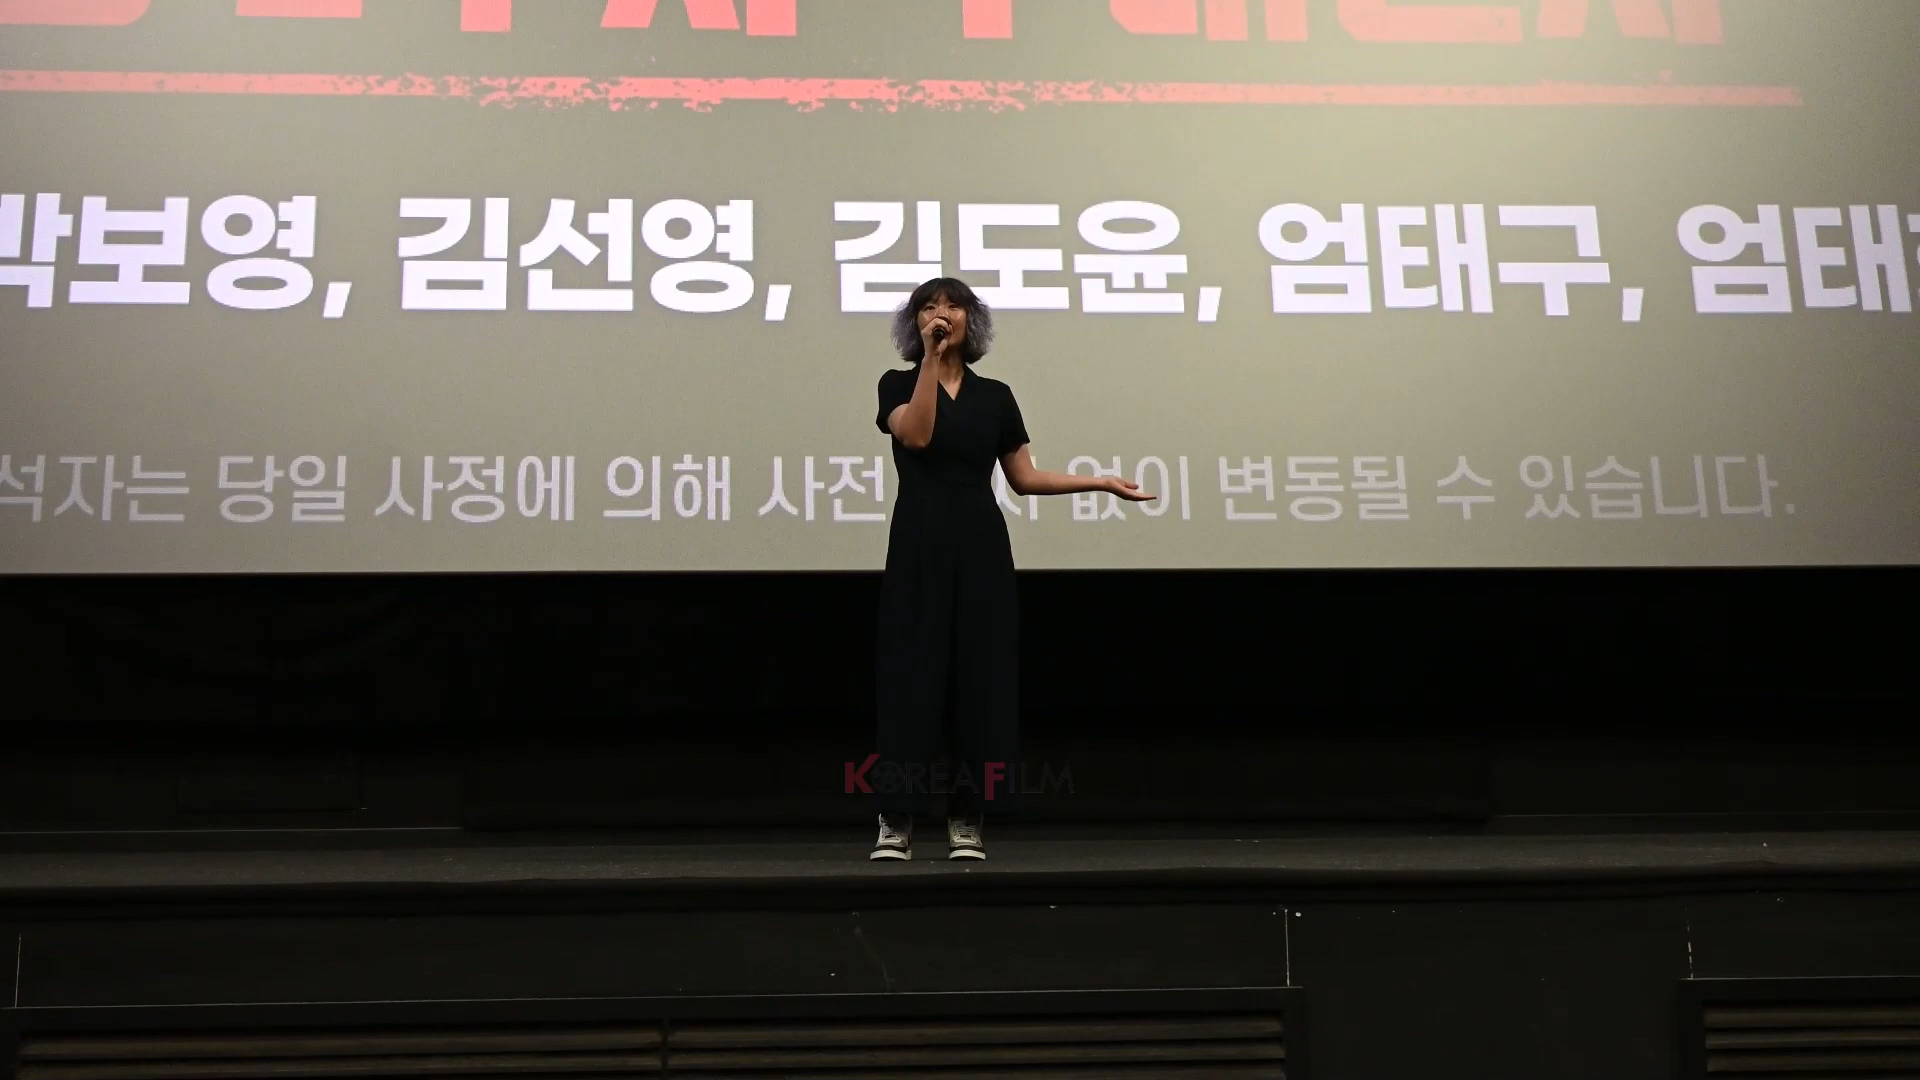 박보영, 김선영, 김도윤, 엄태구, 엄태
석자는 당일 사정에 의해 사전 없이 변동될 수 있습니다.
KOREAFILM